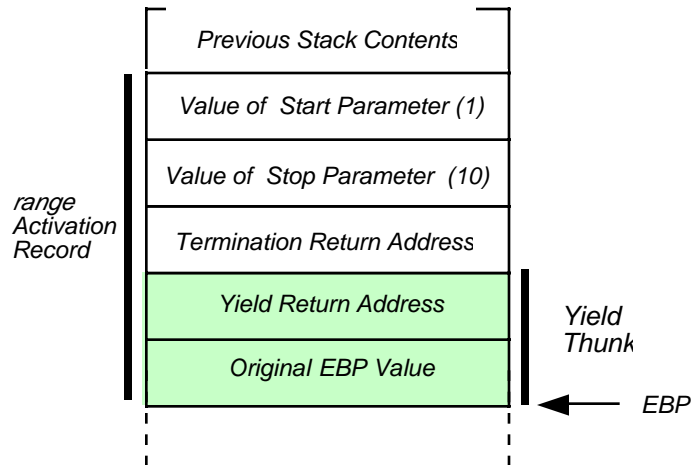 Previous Stack Contents
Value of Start Parameter (1)
Value of Stop Parameter (10)
range
Activation
Record
Termination Return Address
Yield Return Address
Yield
Thunk
Original EBP Value
EBP